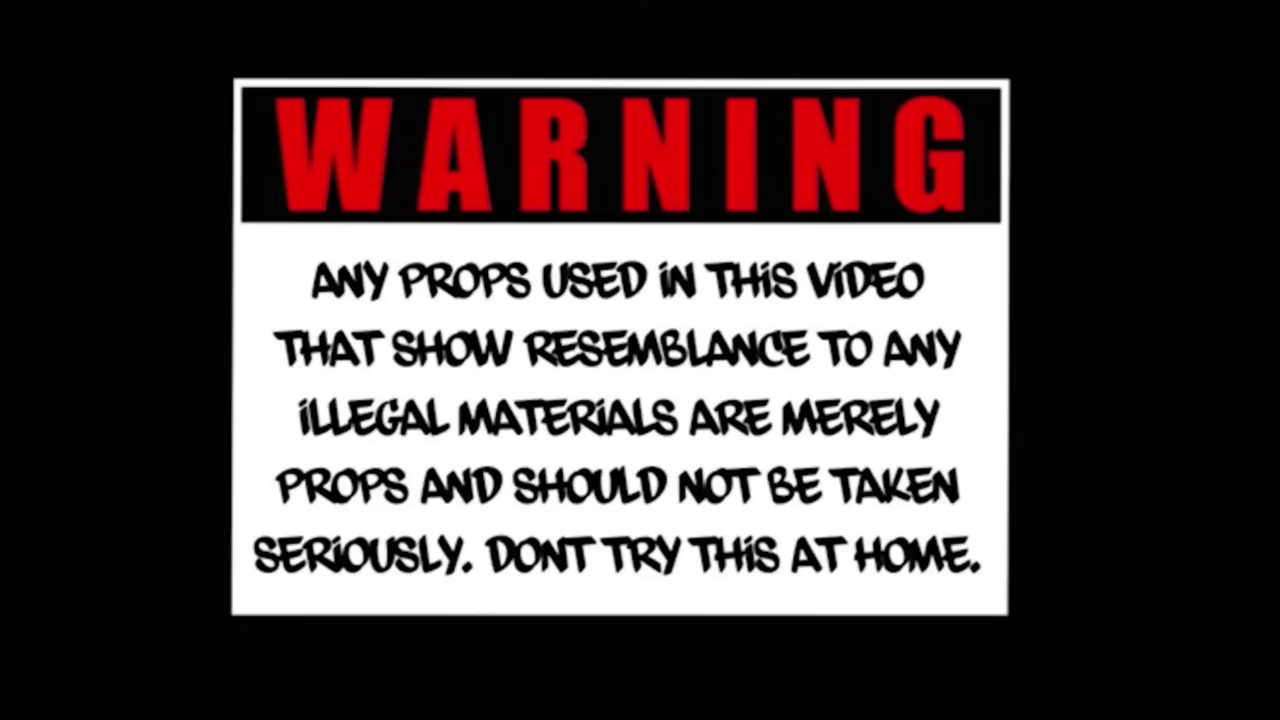 WARNING
ANY PROPS USED IN THIS VIDEO
THAT SHOW RESEMBLANCE TO ANY
ILLEGAL MATERIALS ARE MERELY
PROPS AND SHOULD NOT BE TAKEN
SERIOUSLY. DONT TRY THIS AT HOME.